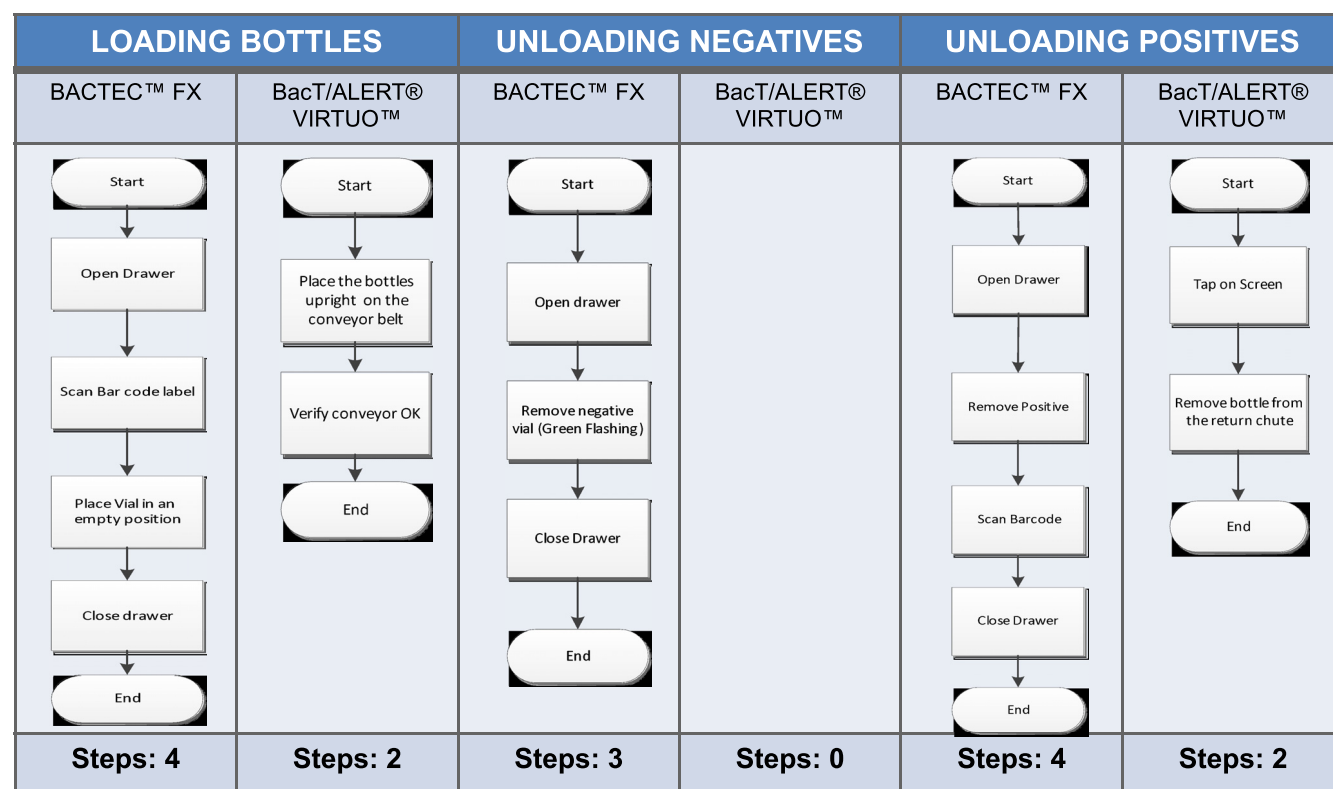 LOADING BOTTLES
UNLOADING NEGATIVES
UNLOADING POSITIVES
BACTEC™ FX
BacT/ALERT®
VIRTUO™
BACTEC™ FX
BacT/ALERT®
VIRTUO™
BACTEC™ FX
BacT/ALERT®
VIRTUO™
Start
Open Drawer
Scan Bar code label
Place Vial in an
empty position
Close drawer
End
Start
Place the bottles
upright on the
conveyor belt
Verify conveyor OK
End
Start
Open drawer
Remove negative
vial (Green Flashing)
Close Drawer
End
Start
Open Drawer
Remove Positive
Scan Barcode
Close Drawer
End
Start
Tap on Screen
Remove bottle from
the return chute
End
Steps: 4
Steps: 2
Steps: 3
Steps: 0
Steps: 4
Steps: 2